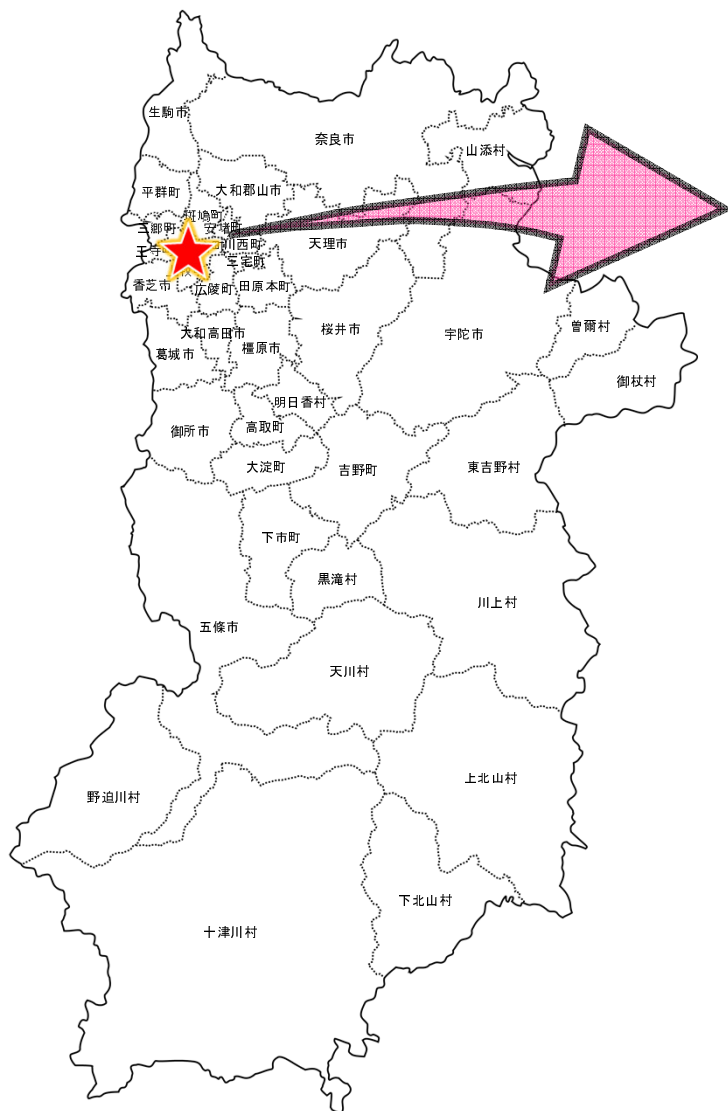 生駒市
奈良市
山添村
平群町
大和郡山市
斑鳩町
三郷町
安堵町
川西町
天理市
三宅町
香芝市
広陵町
田原本町
曽爾村
桜井市
宇陀市
大和高田市
橿原市
葛城市
御杖村
明日香村
高取町
御所市
大淀町
吉野町
東吉野村
下市町
黒滝村
川上村
五條市
天川村
上北山村
野迫川村
下北山村
十津川村